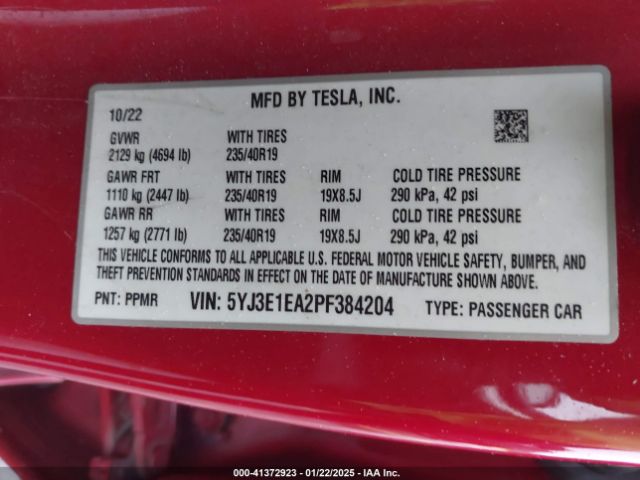 MFD BY TESLA, INC.
10/22
GVWR WITH TIRES
2129 kg (4694 lb) 235/40R19
GAWR FRT WITH TIRES RIM COLD TIRE PRESSURE
1110 kg (2447 lb) 235/40R19 19X8.5J 290 kPa, 42 psi
GAWR RR WITH TIRES COLD TIRE PRESSURE
1257 kg (2771 lb) 235/40R19 19X8.5J 290 kPa, 42 psi
THIS VEHICLE CONFORMS TO ALL APPLICABLE U.S. FEDERAL MOTOR VEHICLE SAFETY, BUMPER, AND
THEFT PREVENTION STANDARDS IN EFFECT ON THE DATE OF MANUFACTURE SHOWN ABOVE.
PNT: PPMR VIN: 5YJ3E1EA2PF384204 TYPE: PASSENGER CAR
000-41372923 - 01/22/2025 - IAA Inc.